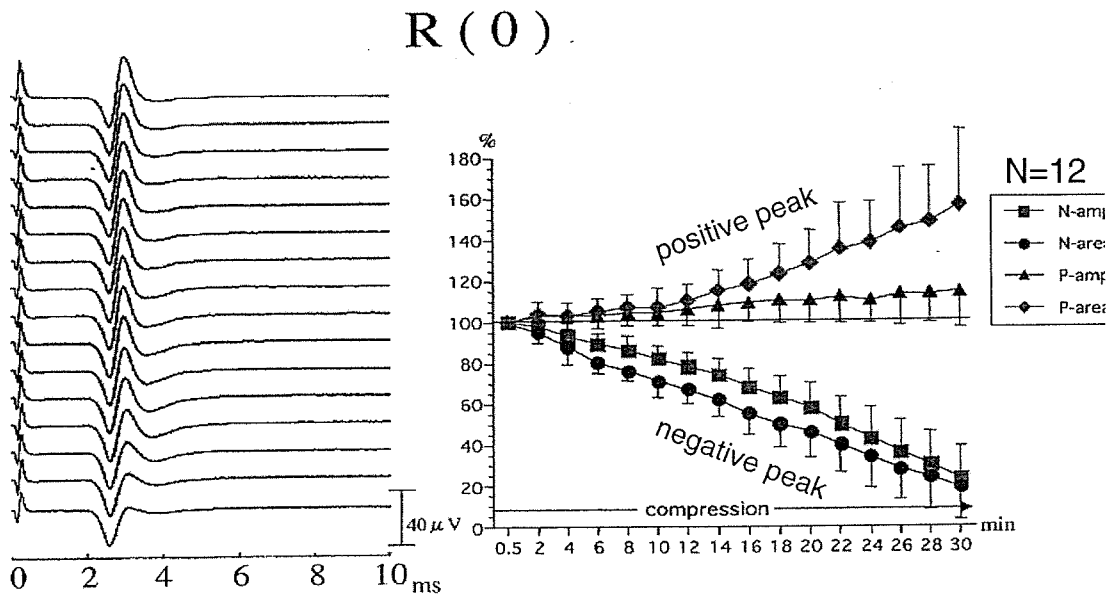 R ( 0 )
0 2 4 6 8 10 ms
40 μV
%
180
160
140
120
100
80
60
40
20
0
positive peak
negative peak
compression
min
0.5 2 4 6 8 10 12 14 16 18 20 22 24 26 28 30
N=12
N-amp
N-area
P-amp
P-area